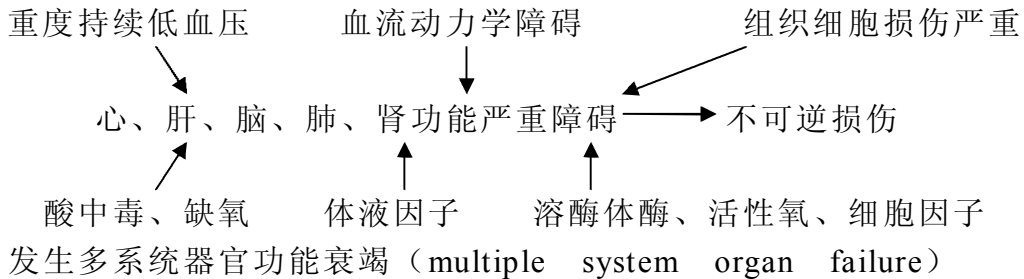 重度持续低血压 血流动力学障碍 组织细胞损伤严重
心、肝、脑、肺、肾功能严重障碍 不可逆损伤
酸中毒、缺氧 体液因子 溶酶体酶、活性氧、细胞因子
发生多系统器官功能衰竭（multiple system organ failure）